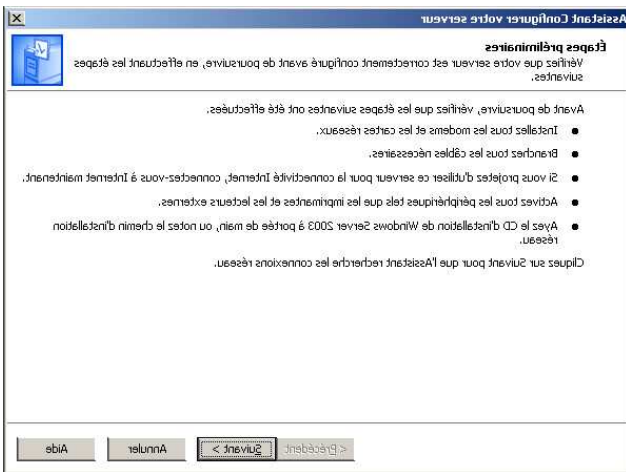 Assistant Configurer votre serveur
Étapes préliminaires
Vérifiez que votre serveur est correctement configuré avant de poursuivre, en effectuant les étapes
suivantes.
Avant de poursuivre, vérifiez que les étapes suivantes ont été effectuées.
● Installez tous les modems et les cartes réseaux.
● Branchez tous les câbles nécessaires.
● Si vous projetez d'utiliser ce serveur pour la connectivité Internet, connectez-vous à Internet maintenant.
● Activez tous les périphériques tels que les imprimantes et les lecteurs externes.
● Ayez le CD d'installation de Windows Server 2003 à portée de main, ou notez le chemin d'installation
réseau.
Cliquez sur Suivant pour que l'Assistant recherche les connexions réseau.
< Précédent Suivant > Annuler Aide